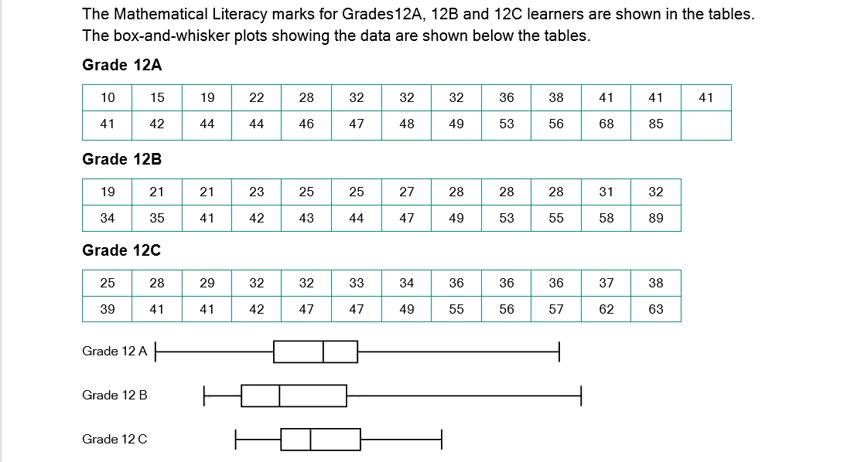 The Mathematical Literacy marks for Grades12A, 12B and 12C learners are shown in the tables.
The box-and-whisker plots showing the data are shown below the tables.
Grade 12A
10 15 19 22 28 32 32 32 36 38 41 41 41
41 42 44 44 46 47 48 49 53 56 68 85
Grade 12B
19 21 21 23 25 25 27 28 28 28 31 32
34 35 41 42 43 44 47 49 53 55 58 89
Grade 12C
25 28 29 32 32 33 34 36 36 36 37 38
39 41 41 42 47 47 49 55 56 57 62 63
Grade 12 A
Grade 12 B
Grade 12 C